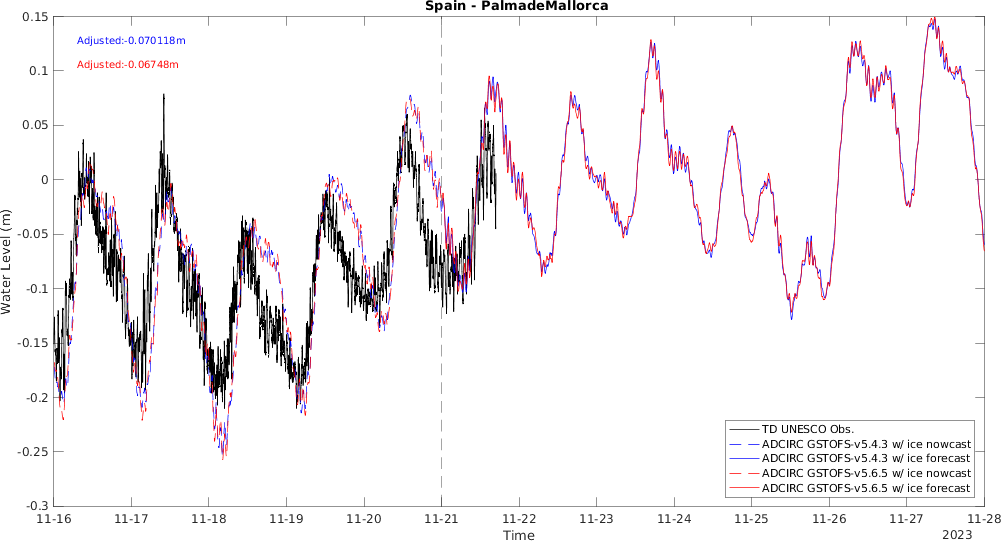 Spain - PalmadeMallorca
Adjusted:-0.070118m
Adjusted:-0.06748m
0.15
0.1
0.05
0
-0.05
-0.1
-0.15
-0.2
-0.25
-0.3
Water Level (m)
TD UNESCO Obs.
ADCIRC GSTOFS-v5.4.3 w/ ice nowcast
ADCIRC GSTOFS-v5.4.3 w/ ice forecast
ADCIRC GSTOFS-v5.6.5 w/ ice nowcast
ADCIRC GSTOFS-v5.6.5 w/ ice forecast
11-16 11-17 11-18 11-19 11-20 11-21 11-22 11-23 11-24 11-25 11-26 11-27 11-28
Time
2023